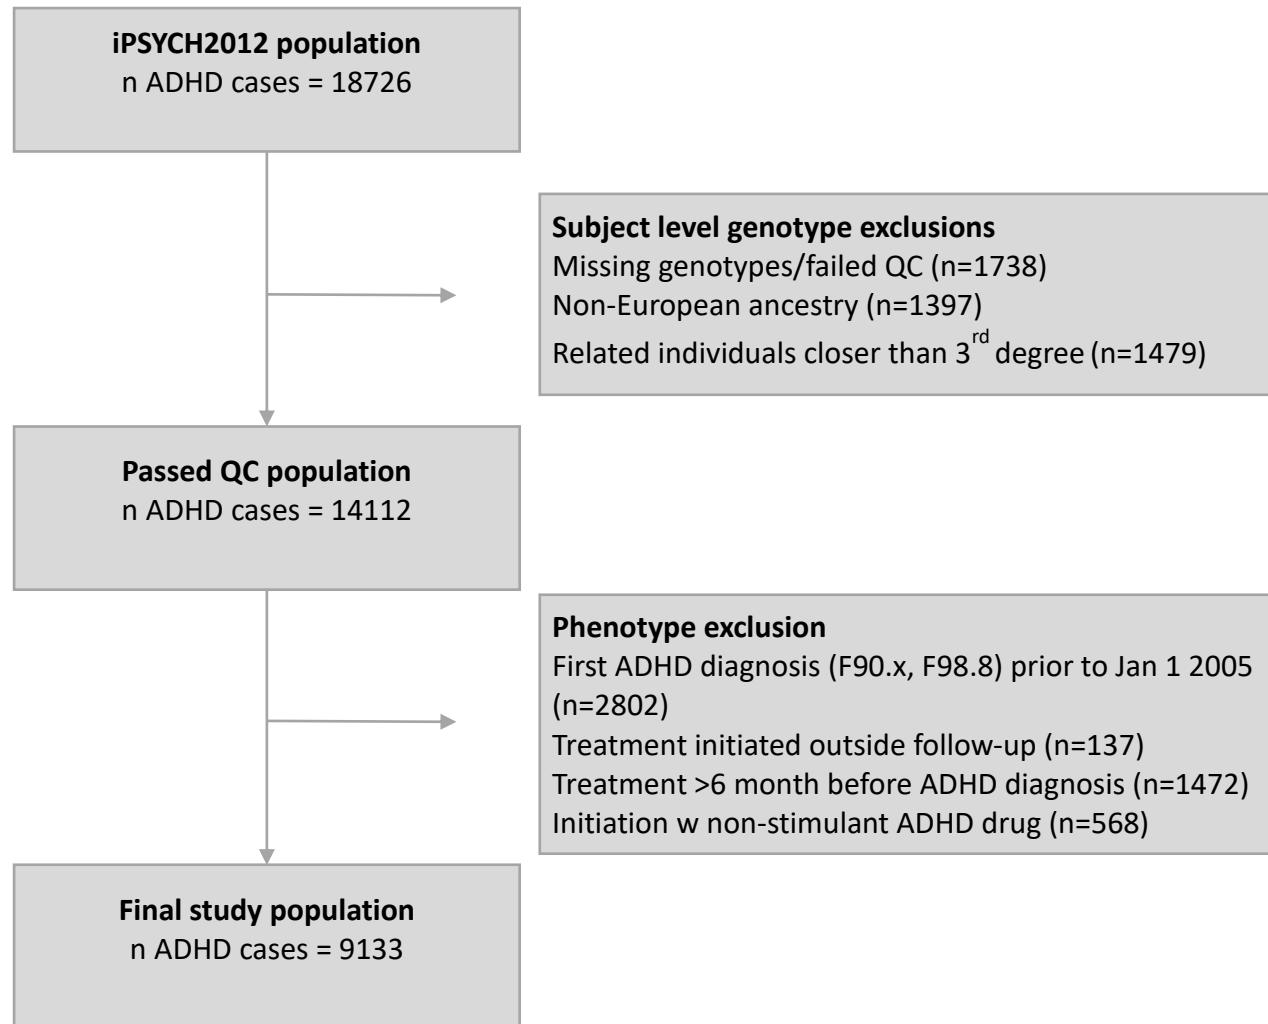 iPSYCH2012 population
n ADHD cases = 18726
Subject level genotype exclusions
Missing genotypes/failed QC (n=1738)
Non-European ancestry (n=1397)
Related individuals closer than 3rd degree (n=1479)
Passed QC population
n ADHD cases = 14112
Phenotype exclusion
First ADHD diagnosis (F90.x, F98.8) prior to Jan 1 2005
(n=2802)
Treatment initiated outside follow-up (n=137)
Treatment >6 month before ADHD diagnosis (n=1472)
Initiation w non-stimulant ADHD drug (n=568)
Final study population
n ADHD cases = 9133